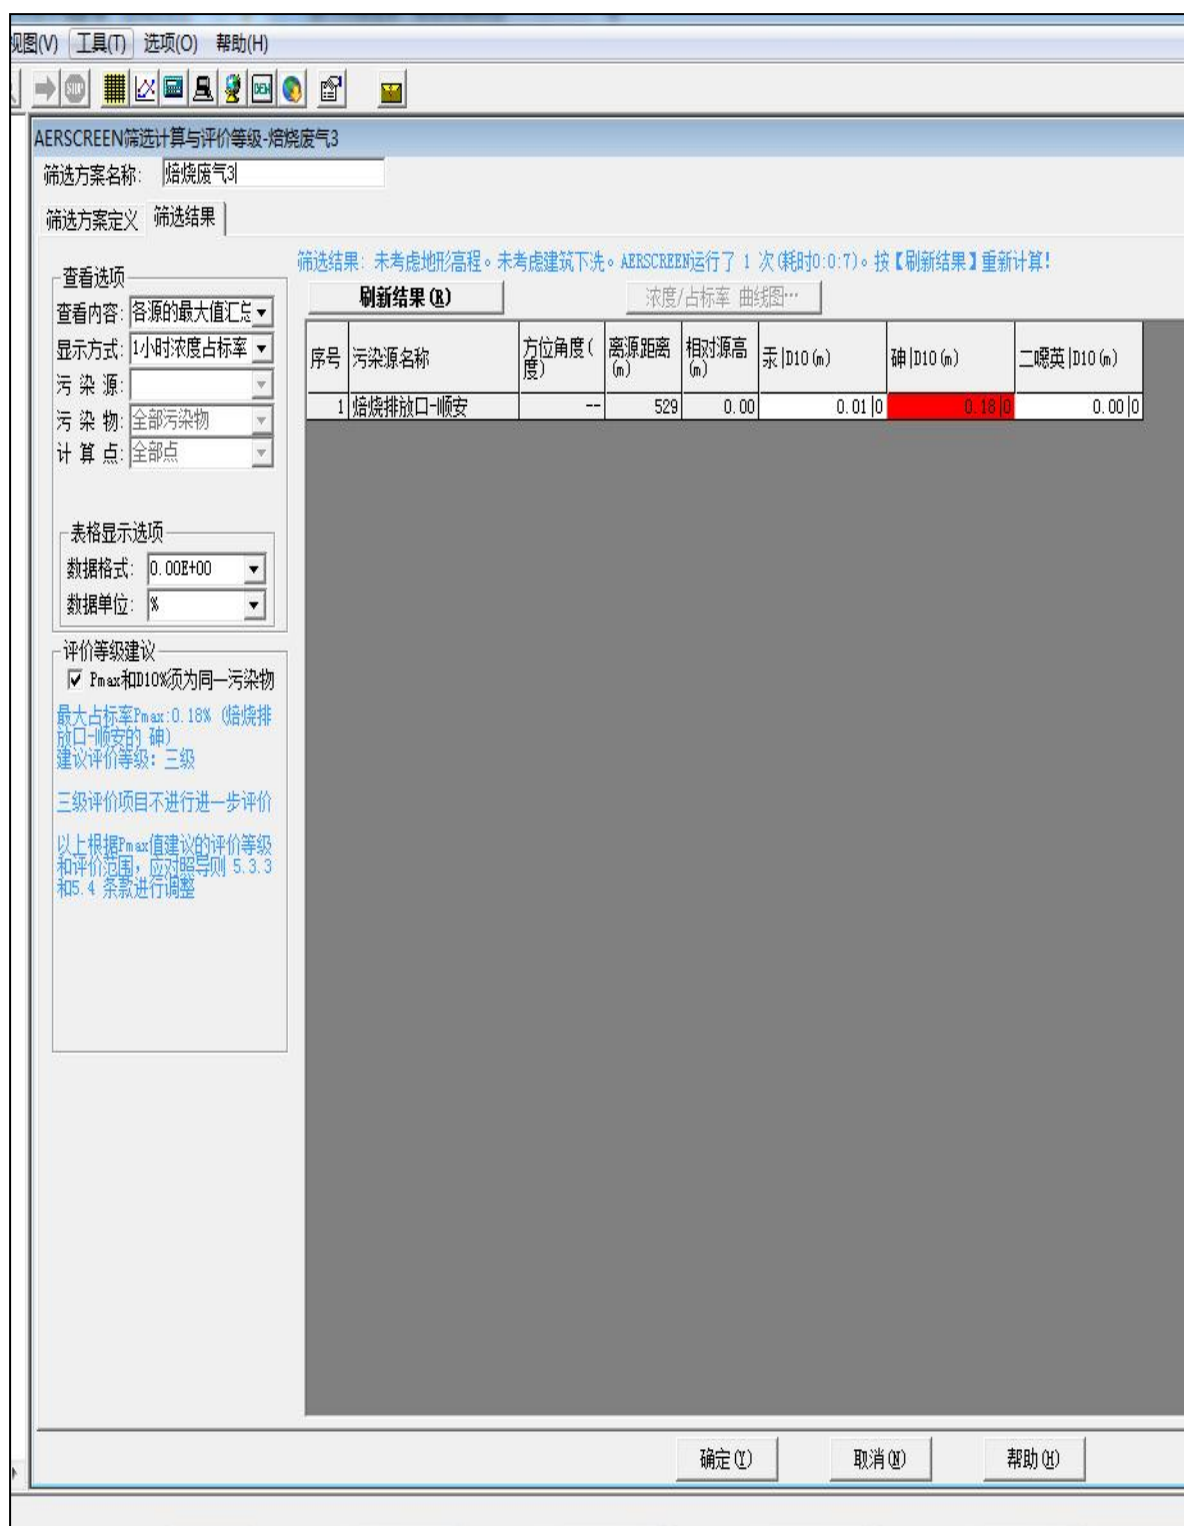 视图(V) 工具(T) 选项(O) 帮助(H)
STOP
DEM
AERSCREEN筛选计算与评价等级-焙烧废气3
筛选方案名称: 焙烧废气3
筛选方案定义 筛选结果
筛选结果: 未考虑地形高程。未考虑建筑下洗。AERSCREEN运行了 1 次(耗时0:0:7)。按【刷新结果】重新计算!
查看选项
查看内容: 各源的最大值汇总
显示方式: 1小时浓度占标率
污 染 源:
污 染 物: 全部污染物
计 算 点: 全部点
表格显示选项
数据格式: 0.00E+00
数据单位: %
评价等级建议
Pmax和D10%须为同一污染物
最大占标率Pmax:0.18% (焙烧排
放口-顺安的 砷)
建议评价等级: 三级
三级评价项目不进行进一步评价
以上根据Pmax值建议的评价等级
和评价范围,应对照导则 5.3.3
和5.4 条款进行调整
刷新结果(R) 浓度/占标率 曲线图…
序号 污染源名称 方位角度(度) 离源距离(m) 相对源高(m) 汞|D10(m) 砷|D10(m) 二噁英|D10(m)
1 焙烧排放口-顺安 -- 529 0.00 0.01|0 0.18|0 0.00|0
确定(Y) 取消(N) 帮助(H)